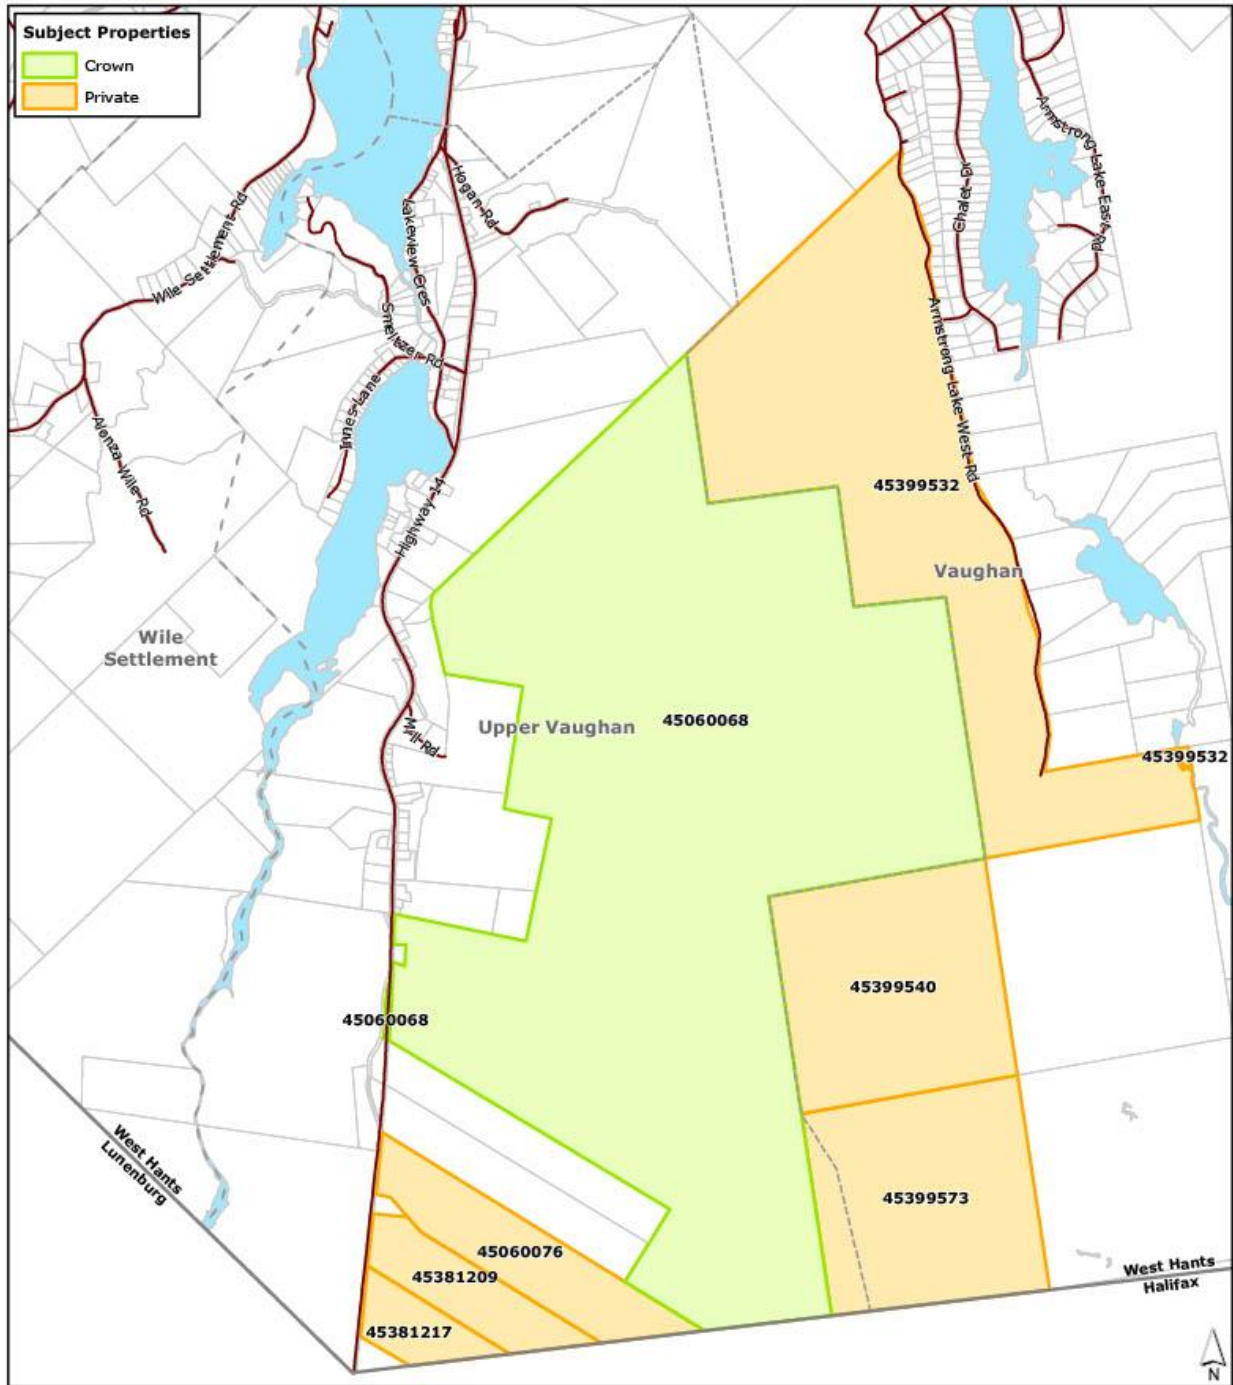 Subject Properties
Crown
Private
Armstrong Lake East Rd
Chalet Dr
Hogan Rd
Lakeview Cres
Wile Settlement Rd
Smeltzer Rd
Armstrong Lake West Rd
Innes Lane
Alonza Wile Rd
45399532
Highway 14
Vaughan
Wile
Settlement
45060068
Upper Vaughan
Mill Rd
45399532
45399540
45060068
West Hants
Lunenburg
45399573
45060076
West Hants
Halifax
45381209
45381217
N